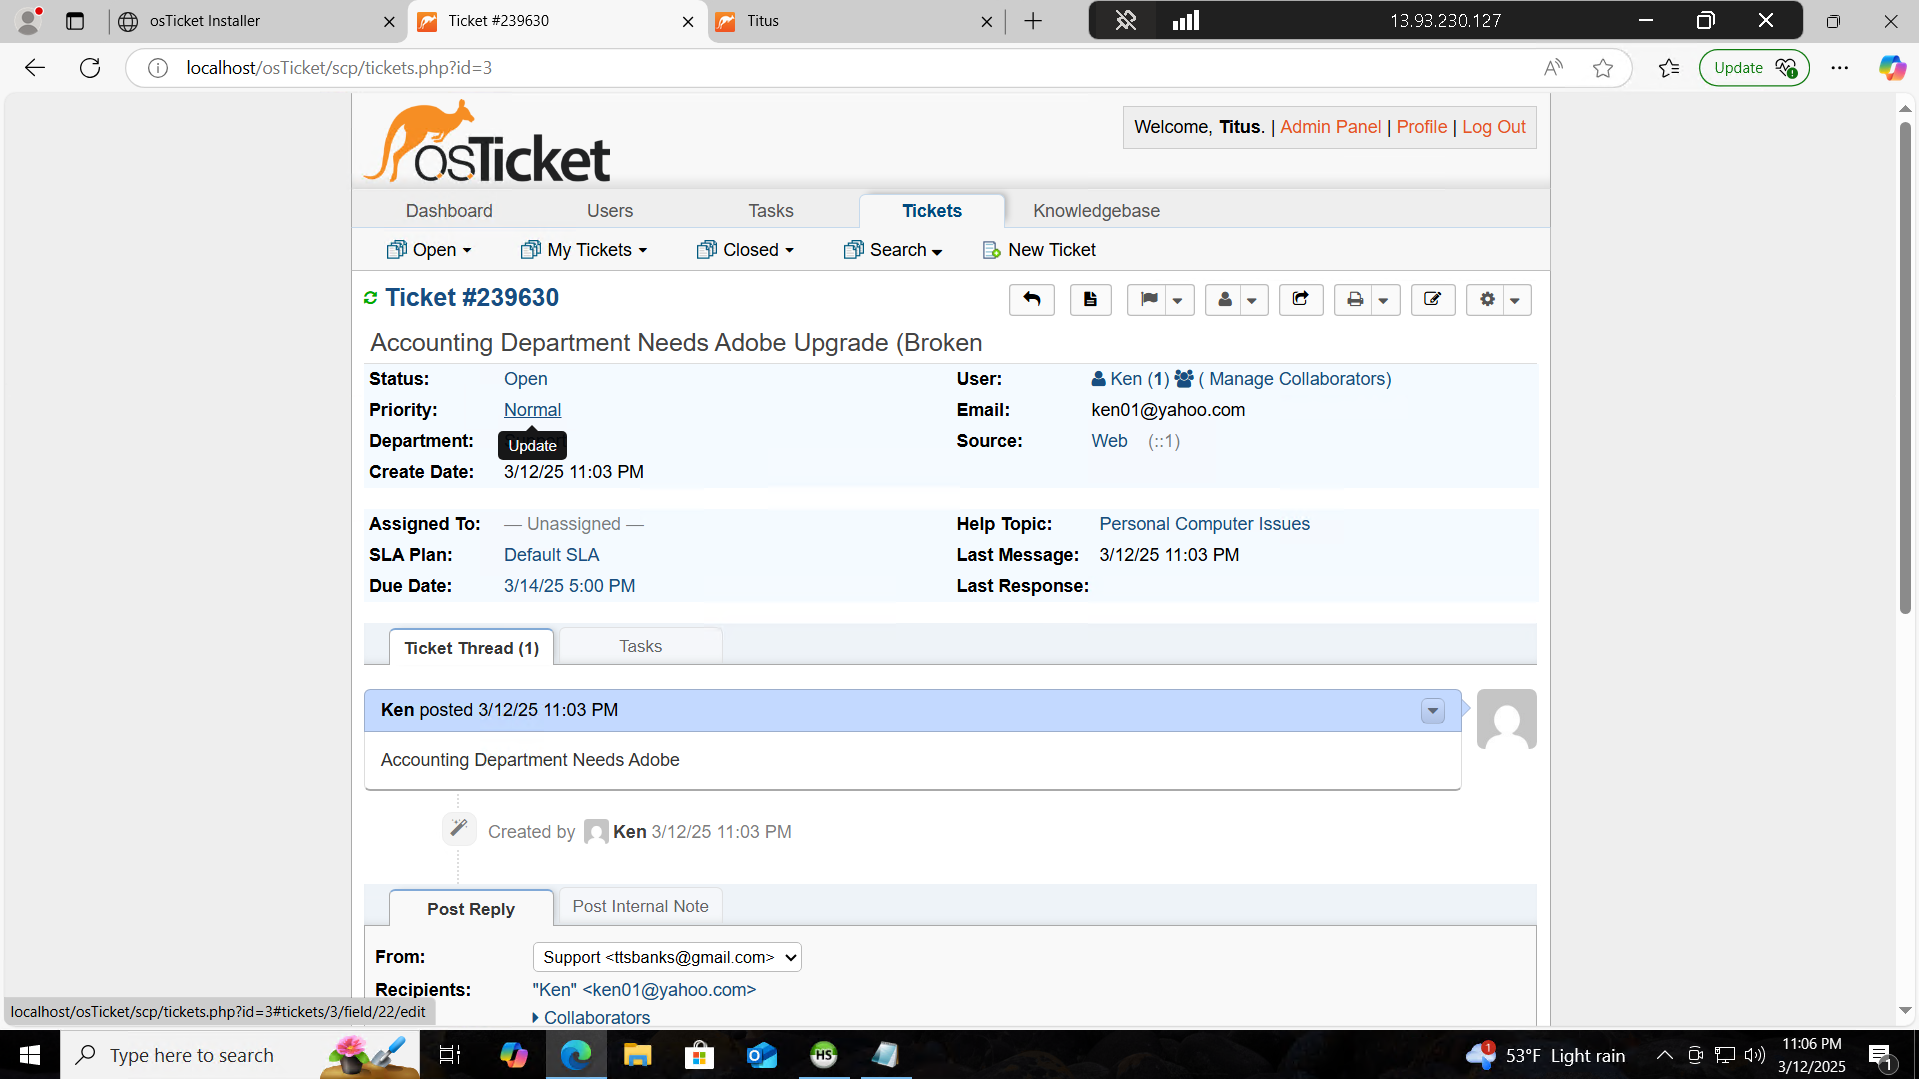 osTicket Installer
Ticket #239630
Titus
13.93.230.127
localhost/osTicket/scp/tickets.php?id=3
Update
osTicket
Welcome, Titus. | Admin Panel | Profile | Log Out
Dashboard
Users
Tasks
Tickets
Knowledgebase
Open
My Tickets
Closed
Search
New Ticket
Ticket #239630
Accounting Department Needs Adobe Upgrade (Broken
Status: Open
User: Ken (1) ( Manage Collaborators)
Priority: Normal
Email: ken01@yahoo.com
Department:
Update
Source: Web (::1)
Create Date: 3/12/25 11:03 PM
Assigned To: — Unassigned —
Help Topic: Personal Computer Issues
SLA Plan: Default SLA
Last Message: 3/12/25 11:03 PM
Due Date: 3/14/25 5:00 PM
Last Response:
Ticket Thread (1)
Tasks
Ken posted 3/12/25 11:03 PM
Accounting Department Needs Adobe
Created by Ken 3/12/25 11:03 PM
Post Reply
Post Internal Note
From: Support <ttsbanks@gmail.com>
Recipients: "Ken" <ken01@yahoo.com>
Collaborators
localhost/osTicket/scp/tickets.php?id=3#tickets/3/field/22/edit
Type here to search
HS
1
53°F Light rain
11:06 PM
3/12/2025
1